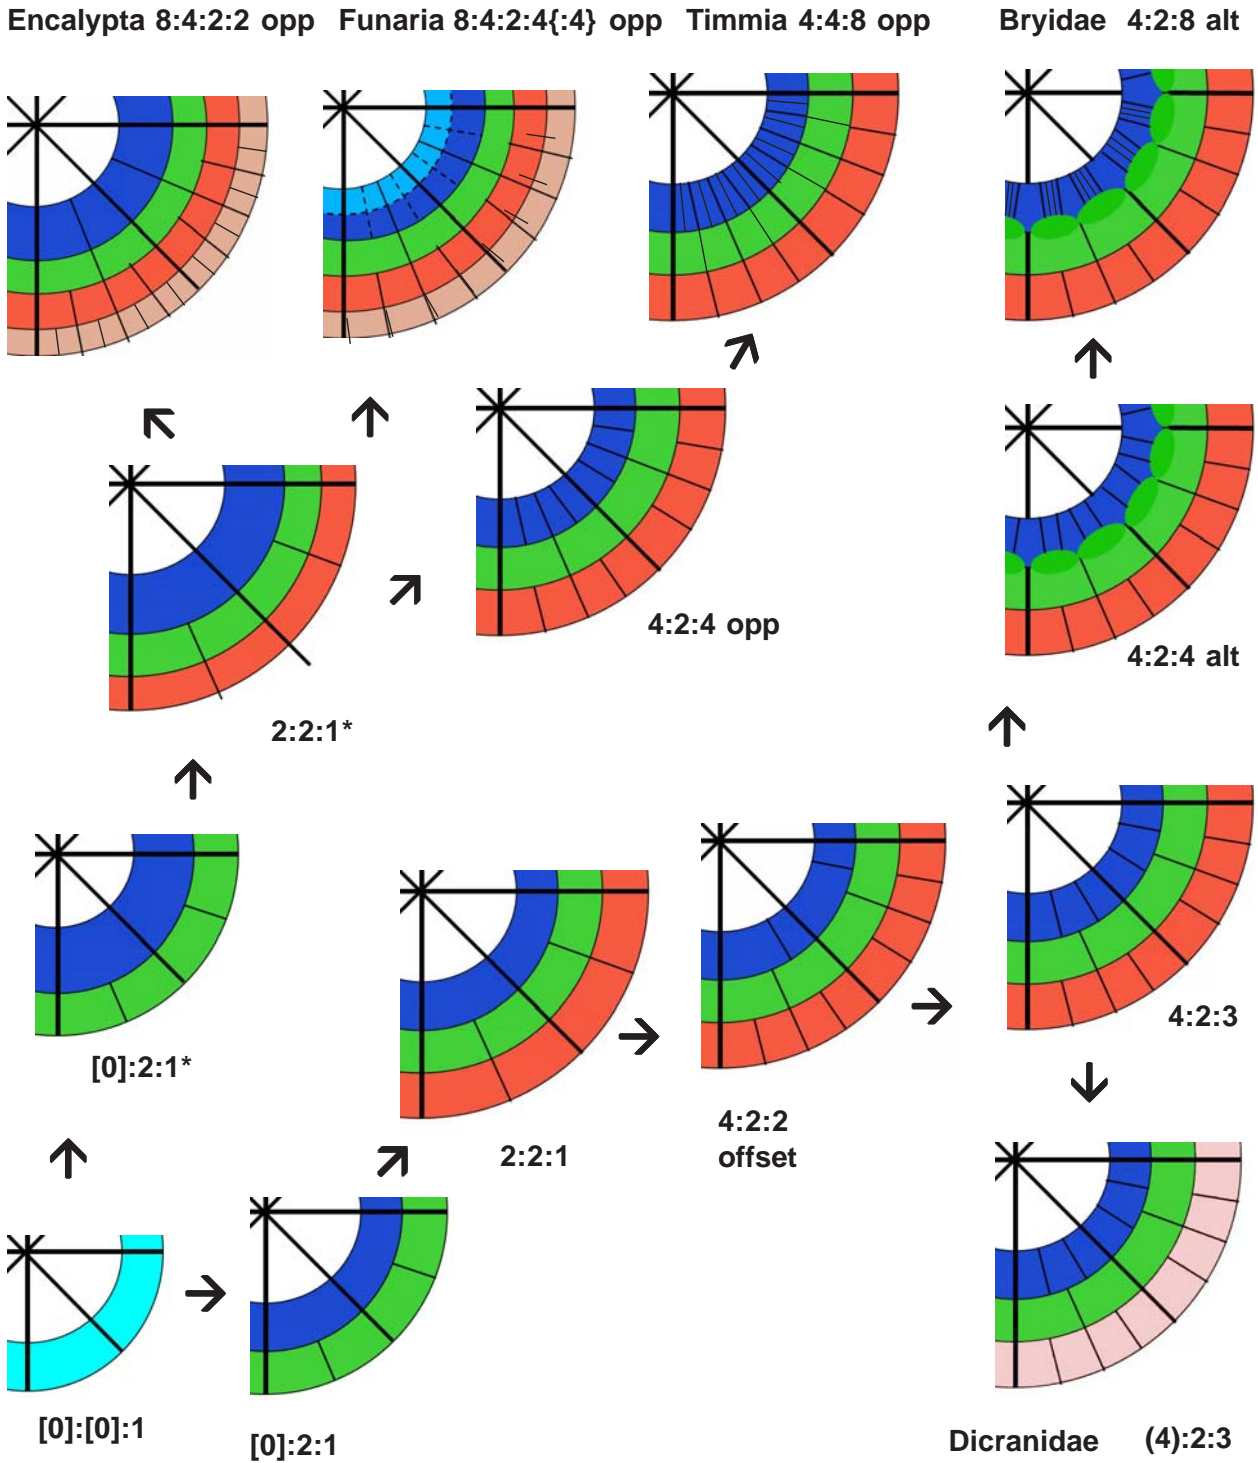 Encalypta 8:4:2:2 opp
Funaria 8:4:2:4{:4} opp
Timmia 4:4:8 opp
Bryidae 4:2:8 alt
4:2:4 opp
4:2:4 alt
2:2:1*
4:2:3
[0]:2:1*
2:2:1
4:2:2
offset
[0]:[0]:1
[0]:2:1
Dicranidae (4):2:3